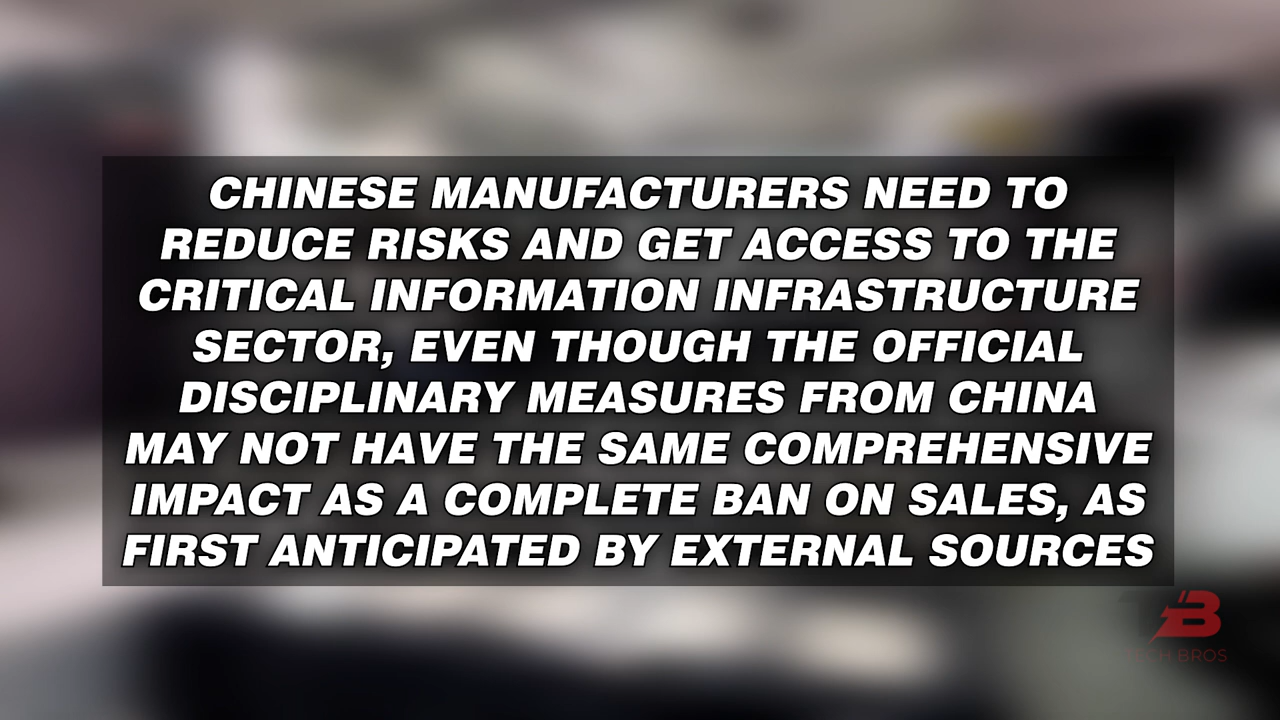 CHINESE MANUFACTURERS NEED TO
REDUCE RISKS AND GET ACCESS TO THE
CRITICAL INFORMATION INFRASTRUCTURE
SECTOR, EVEN THOUGH THE OFFICIAL
DISCIPLINARY MEASURES FROM CHINA
MAY NOT HAVE THE SAME COMPREHENSIVE
IMPACT AS A COMPLETE BAN ON SALES, AS
FIRST ANTICIPATED BY EXTERNAL SOURCES
B
TECH BROS